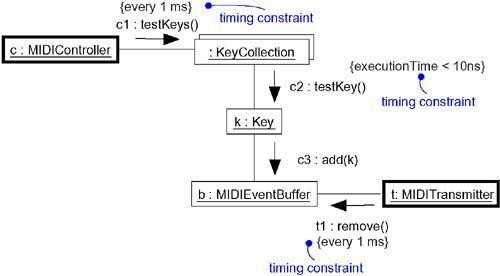 {every 1 ms}
timing constraint
c1 : testKeys()
c : MIDIController
: KeyCollection
{executionTime < 10ns}
c2 : testKey()
timing constraint
k : Key
c3 : add(k)
b : MIDIEventBuffer
t: MIDITransmitter
t1 : remove()
{every 1 ms}
timing constraint